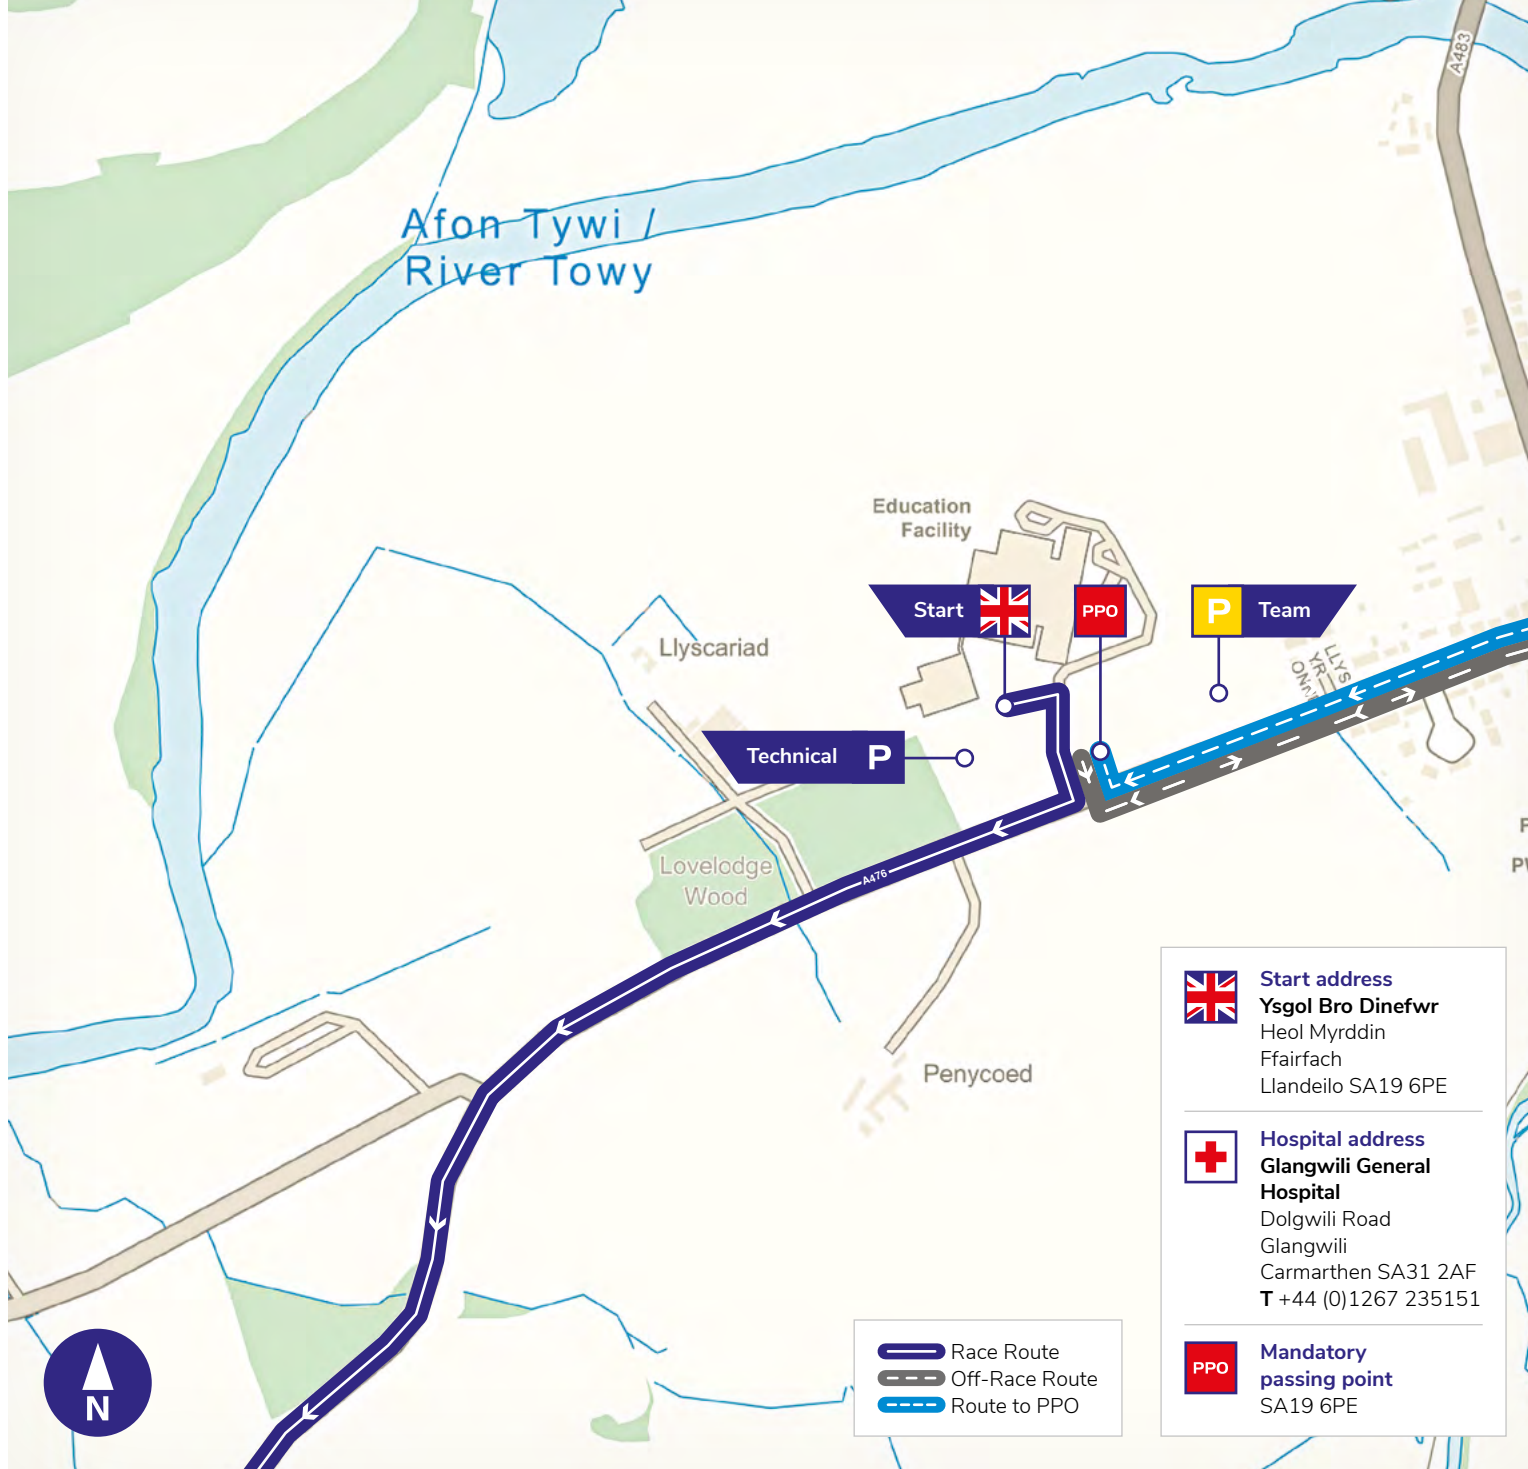 A483
Afon Tywi /
River Towy
Education
Facility
Start
PPO
P Team
LLYS
YR
Llyscariad
Technical P
Lovelodge
Wood
A476
Penycoed
Start address
Ysgol Bro Dinefwr
Heol Myrddin
Ffairfach
Llandeilo SA19 6PE
Hospital address
Glangwili General
Hospital
Dolgwili Road
Glangwili
Carmarthen SA31 2AF
T +44 (0)1267 235151
PPO
Mandatory
passing point
SA19 6PE
Race Route
Off-Race Route
Route to PPO
N